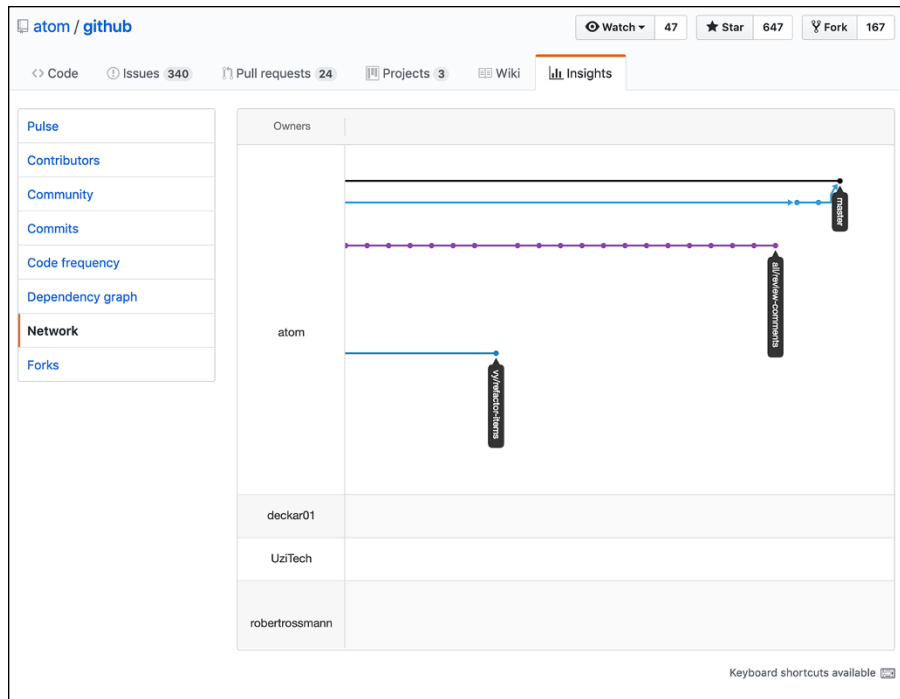 atom / github
Watch 47 Star 647 Fork 167
Code Issues 340 Pull requests 24 Projects 3 Wiki Insights
Pulse
Contributors
Community
Commits
Code frequency
Dependency graph
Network
Forks
Owners
master
all/review-comments
atom
vy/refactor-items
deckar01
UziTech
robertrossmann
Keyboard shortcuts available